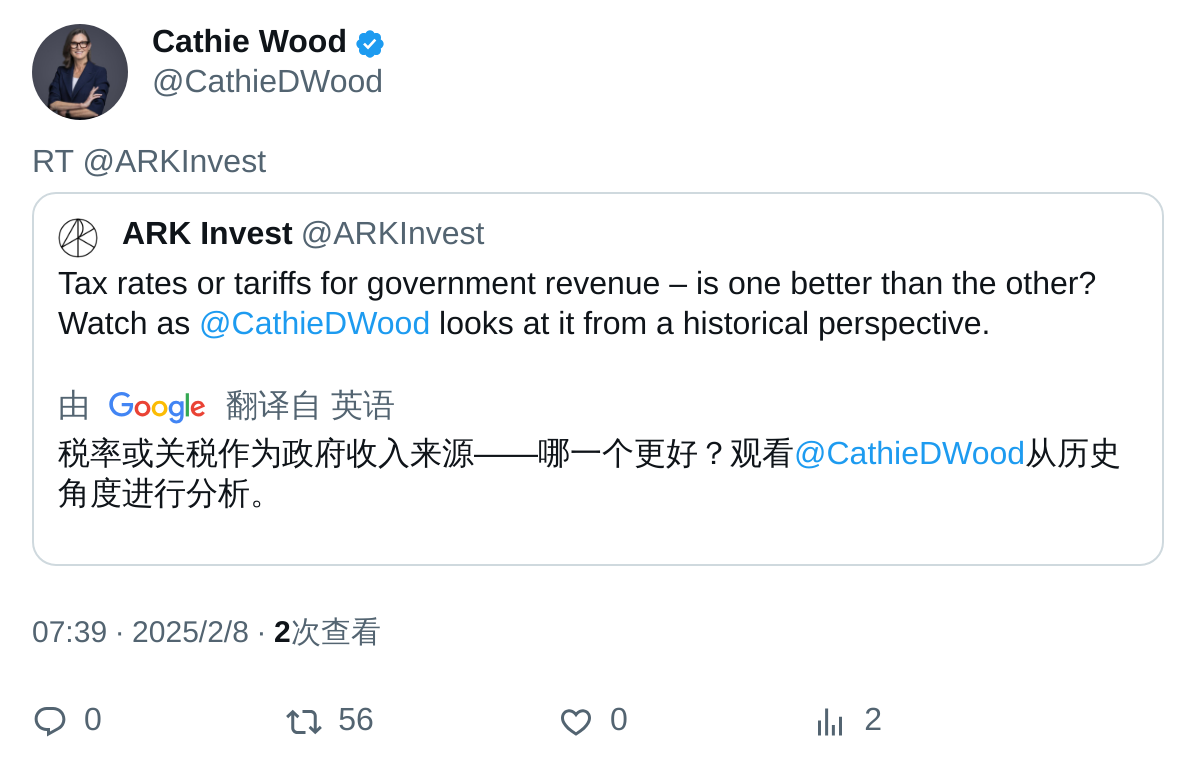 Cathie Wood
@CathieDWood
RT @ARKInvest
ARK Invest @ARKInvest
Tax rates or tariffs for government revenue – is one better than the other?
Watch as @CathieDWood looks at it from a historical perspective.
由 Google 翻译自 英语
税率或关税作为政府收入来源——哪一个更好？观看@CathieDWood从历史
角度进行分析。
07:39 · 2025/2/8 · 2次查看
0 56 0 2